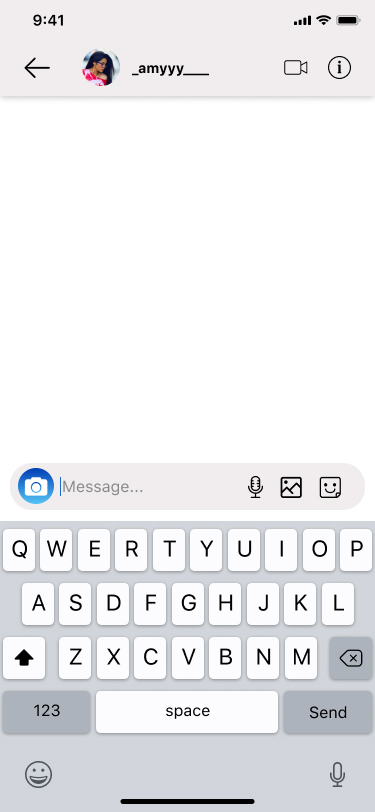 9:41
_amyyy____
Message...
Q W E R T Y U I O P
A S D F G H J K L
Z X C V B N M
123 space Send